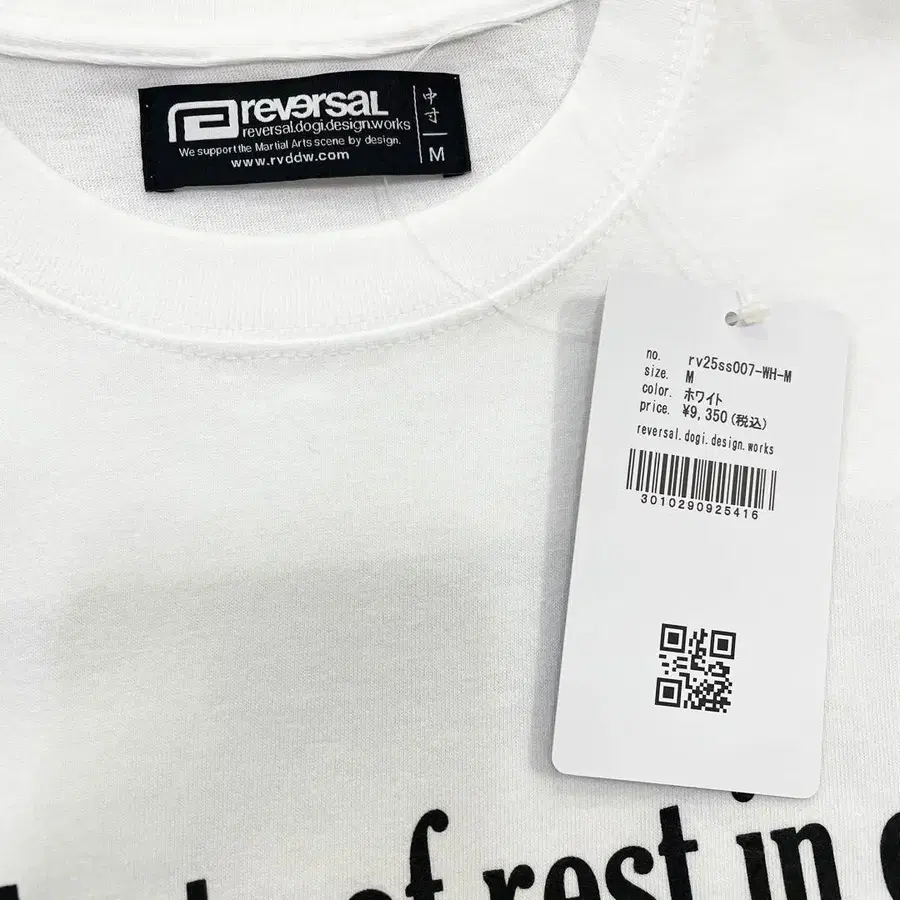 reversal
reversal.dogi.design.works
We support the Martial Arts scene by design.
www.rvddw.com
中寸
M
no. rv25ss007-WH-M
size. M
color. ホワイト
price. ¥9,350(税込)
reversal.dogi.design.works
3010290925416
of rest in